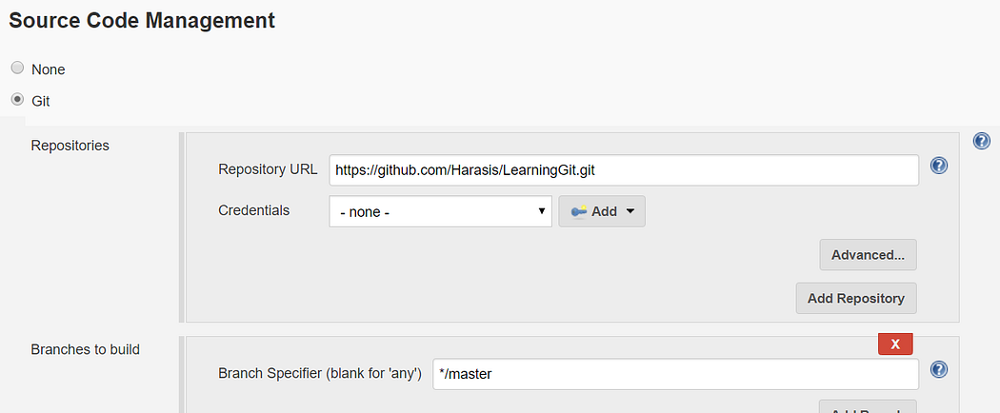 Source Code Management
None
Git
Repositories
Repository URL https://github.com/Harasis/LearningGit.git
Credentials - none - Add
Advanced...
Add Repository
Branches to build
X
Branch Specifier (blank for 'any') */master